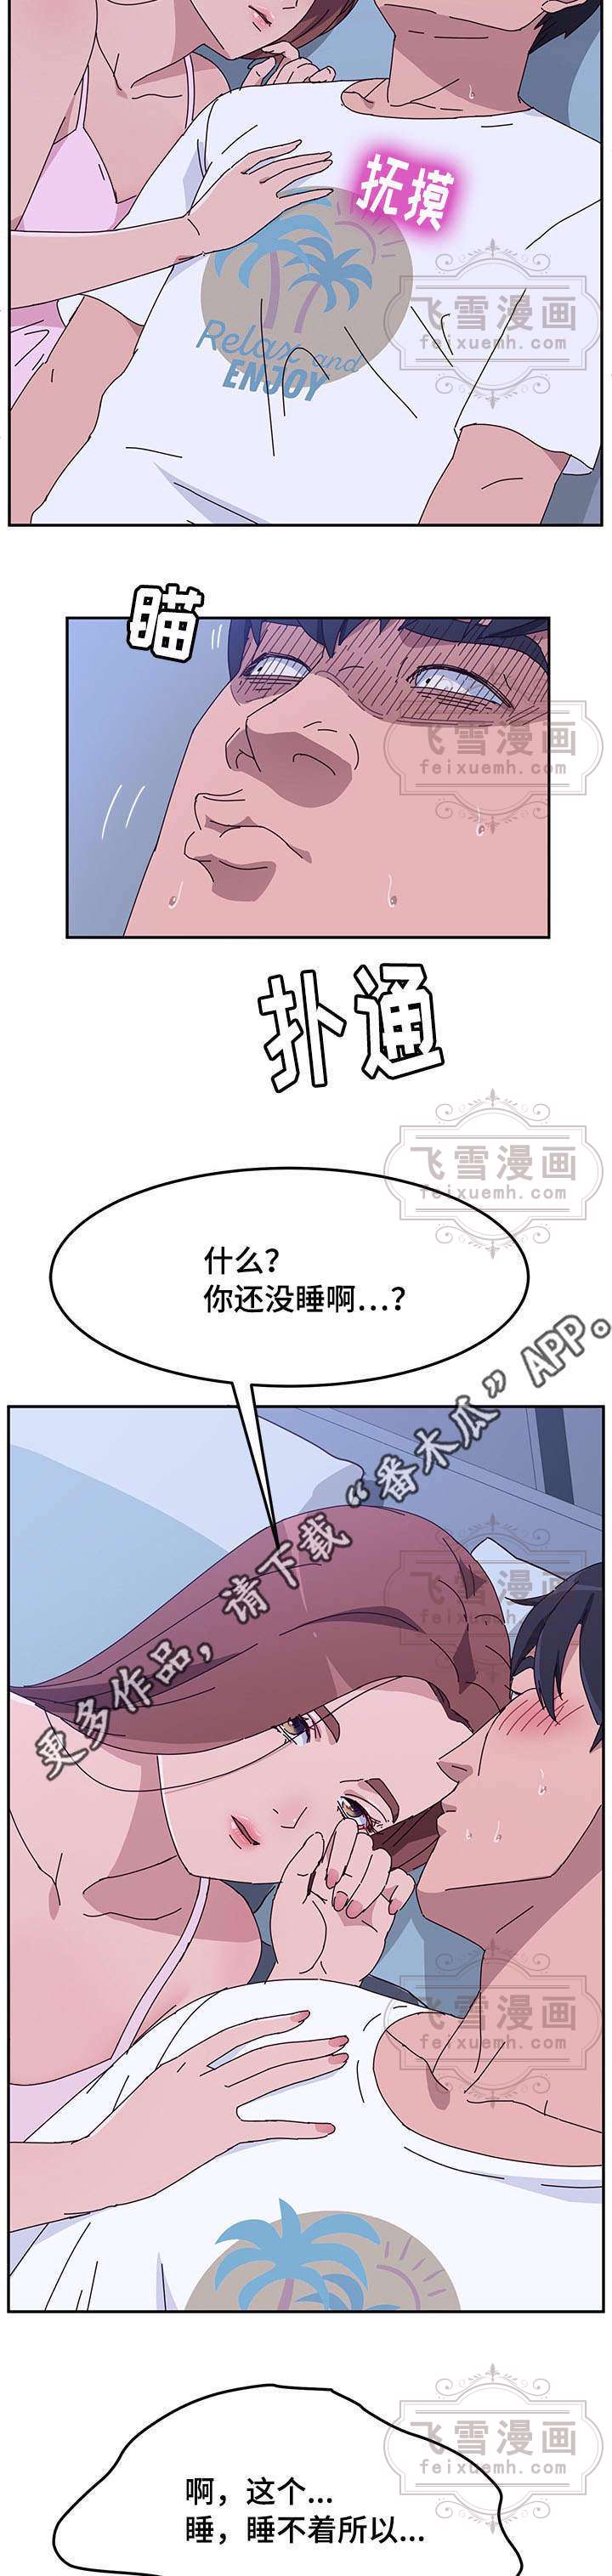 抚摸
飞雪漫画
feixuemh.com
Relax and
ENJOY
瞄
飞雪漫画
feixuemh.com
扑通
飞雪漫画
feixuemh.com
什么？
你还没睡啊...？
更多作品，请下载“番木瓜”APP。
飞雪漫画
feixuemh.com
飞雪漫画
feixuemh.com
飞雪漫画
feixuemh.com
啊，这个...
睡，睡不着所以...